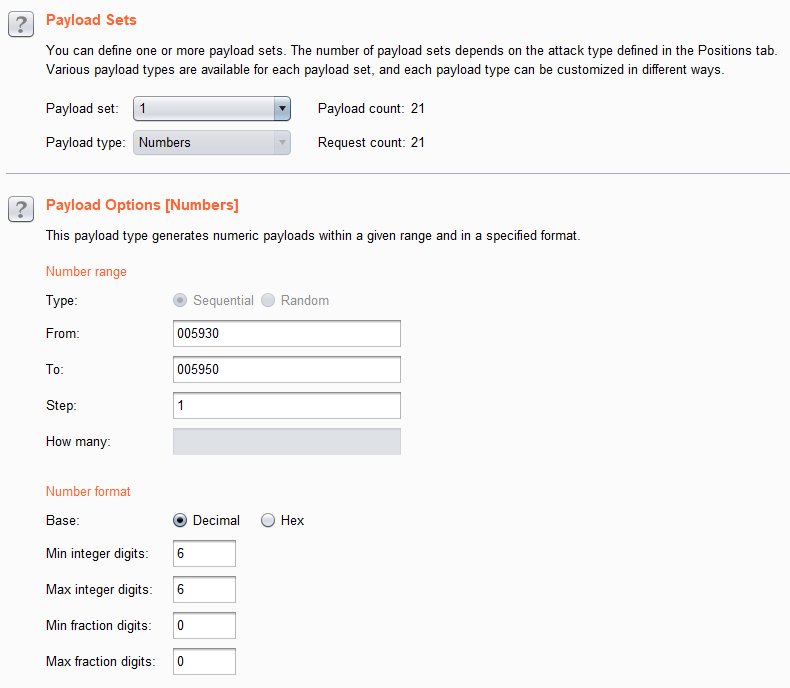 ? Payload Sets
You can define one or more payload sets. The number of payload sets depends on the attack type defined in the Positions tab.
Various payload types are available for each payload set, and each payload type can be customized in different ways.
Payload set: 1 Payload count: 21
Payload type: Numbers Request count: 21
? Payload Options [Numbers]
This payload type generates numeric payloads within a given range and in a specified format.
Number range
Type: Sequential Random
From: 005930
To: 005950
Step: 1
How many:
Number format
Base: Decimal Hex
Min integer digits: 6
Max integer digits: 6
Min fraction digits: 0
Max fraction digits: 0